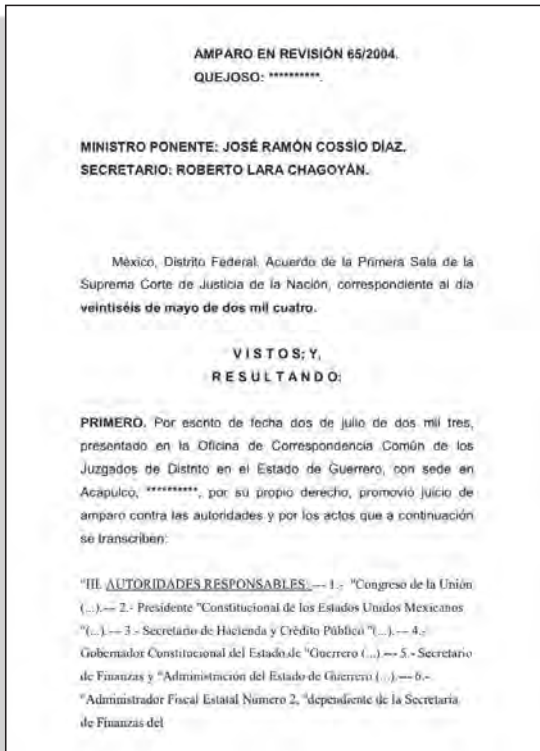 AMPARO EN REVISIÓN 65/2004.
QUEJOSO: **********.
MINISTRO PONENTE: JOSÉ RAMÓN COSSÍO DÍAZ.
SECRETARIO: ROBERTO LARA CHAGOYÁN.
México, Distrito Federal. Acuerdo de la Primera Sala de la
Suprema Corte de Justicia de la Nación, correspondiente al día
veintiséis de mayo de dos mil cuatro.
V I S T O S; Y,
R E S U L T A N D O:
PRIMERO. Por escrito de fecha dos de julio de dos mil tres,
presentado en la Oficina de Correspondencia Común de los
Juzgados de Distrito en el Estado de Guerrero, con sede en
Acapulco, **********, por su propio derecho, promovió juicio de
amparo contra las autoridades y por los actos que a continuación
se transcriben:
"III. AUTORIDADES RESPONSABLES: --- 1.- "Congreso de la Unión
(...).--- 2.- Presidente "Constitucional de los Estados Unidos Mexicanos
"(...).--- 3.- Secretario de Hacienda y Crédito Público "(...).--- 4.-
Gobernador Constitucional del Estado de "Guerrero (...).--- 5.- Secretario
de Finanzas y "Administración del Estado de Guerrero (...).--- 6.-
"Administrador Fiscal Estatal Número 2, "dependiente de la Secretaría
de Finanzas del